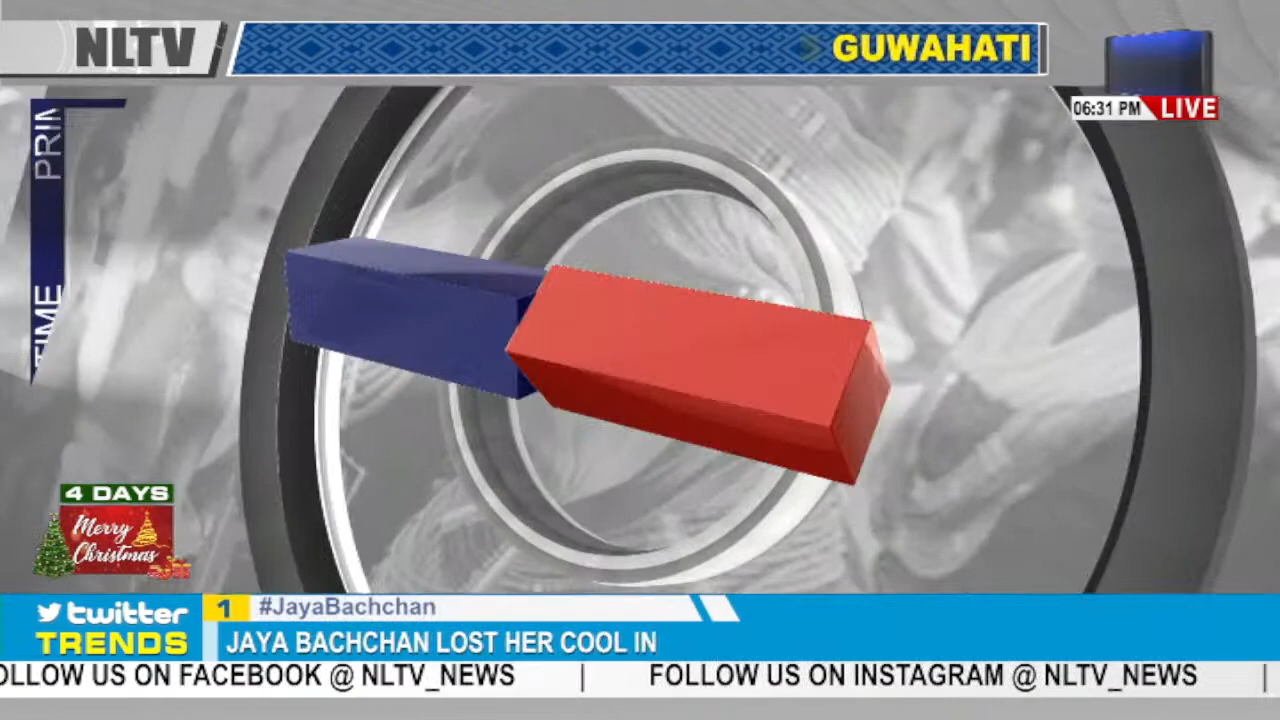 NLTV
GUWAHATI
06:31 PM LIVE
PRIM
TIME
4 DAYS
Merry
Christmas
twitter
TRENDS
1 #JayaBachchan
JAYA BACHCHAN LOST HER COOL IN
OLLOW US ON FACEBOOK @ NLTV_NEWS | FOLLOW US ON INSTAGRAM @ NLTV_NEWS |